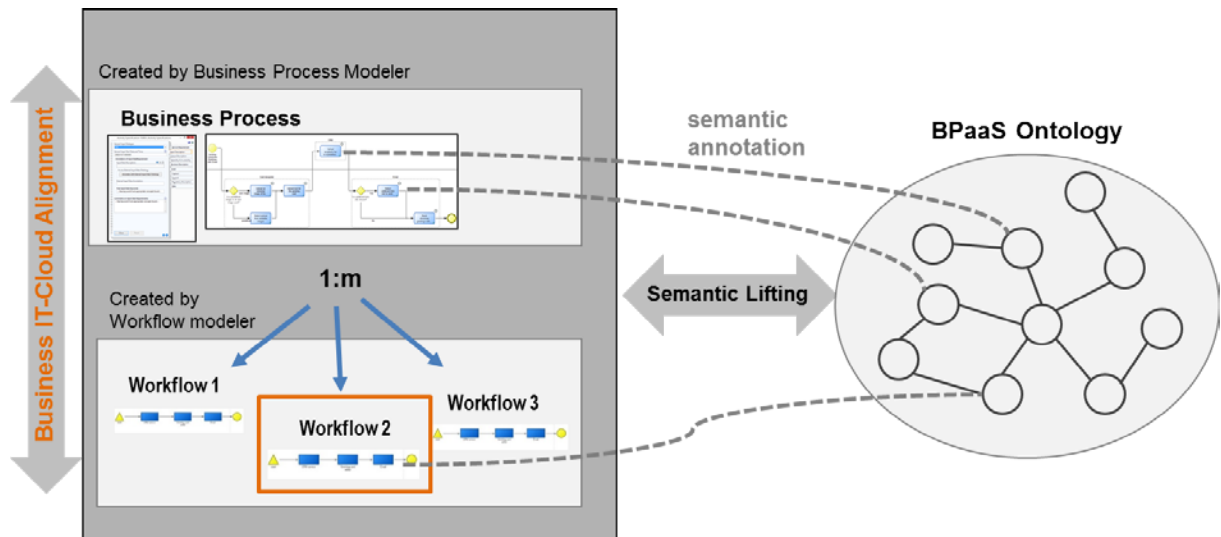 Created by Business Process Modeler
Business Process
semantic
annotation
BPaaS Ontology
Business IT-Cloud Alignment
1:m
Semantic Lifting
Created by
Workflow modeler
Workflow 1
Workflow 2
Workflow 3